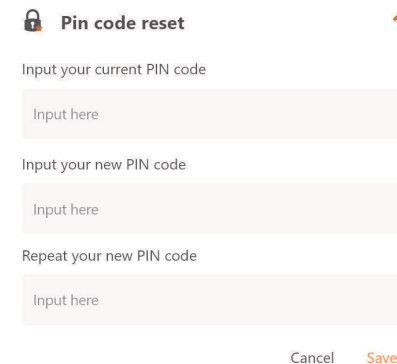 Pin code reset
Input your current PIN code
Input here
Input your new PIN code
Input here
Repeat your new PIN code
Input here
Cancel Save